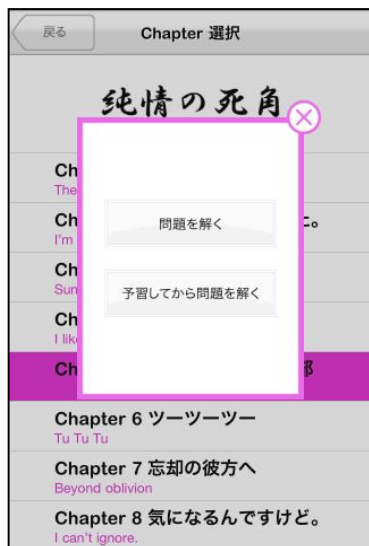 戻る
Chapter 選択
純情の死角
Ch
The
問題を解く
Ch
た。
I'm
Ch
Sun
予習してから問題を解く
Ch
I lik
Ch
部
Chapter 6 ツーツーツー
Tu Tu Tu
Chapter 7 忘却の彼方へ
Beyond oblivion
Chapter 8 気になるんですけど。
I can't ignore.